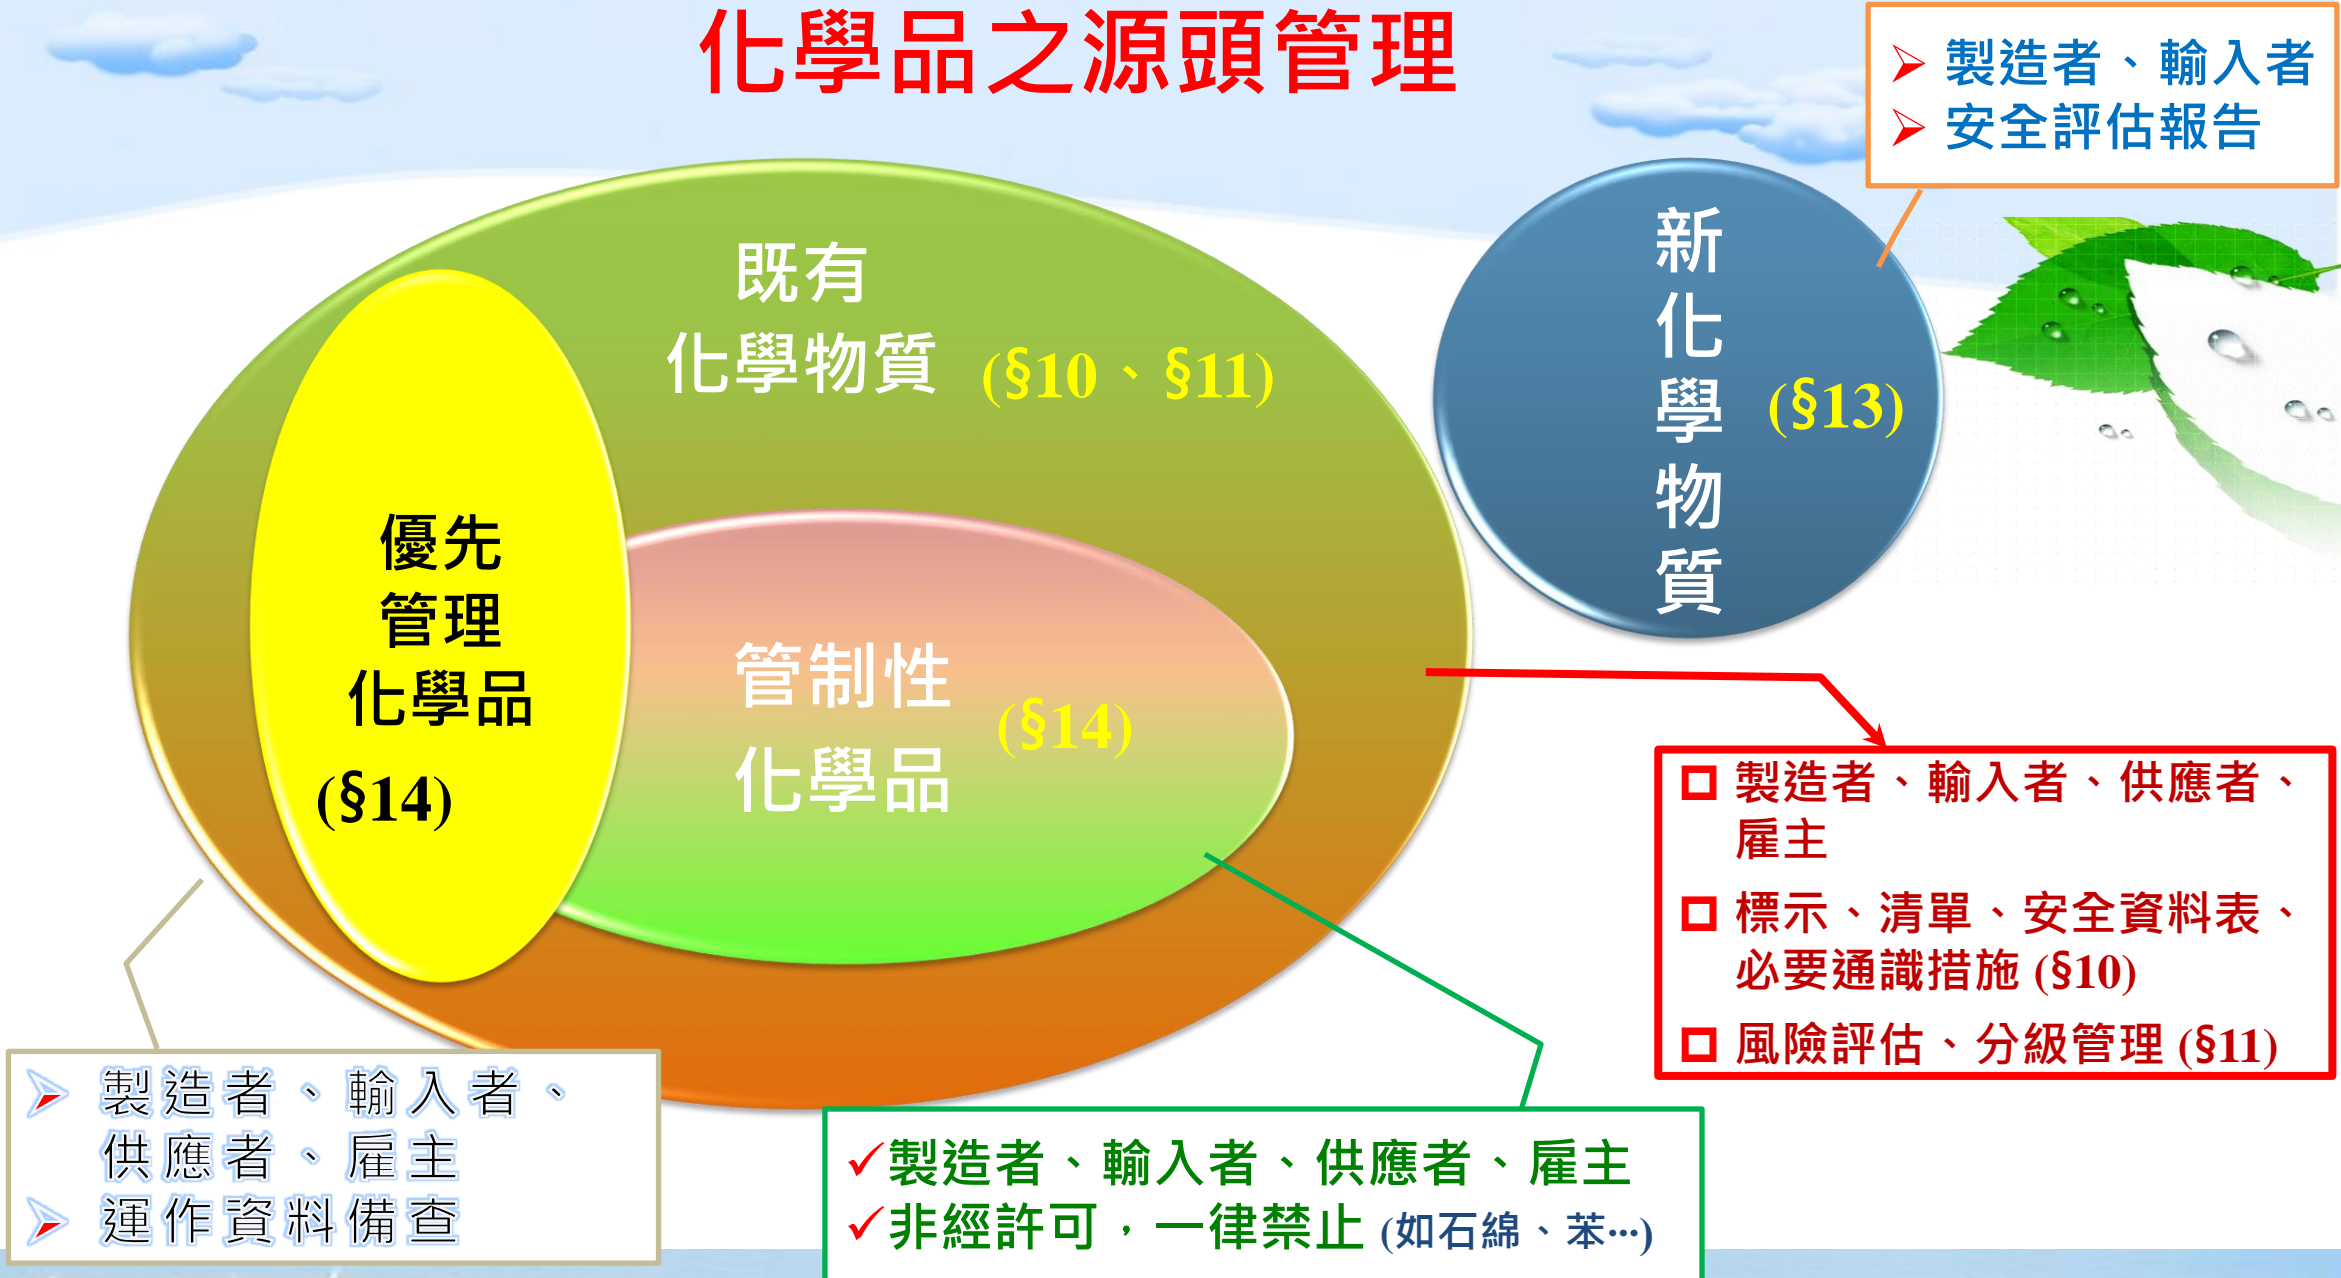 化學品之源頭管理
➢ 製造者、輸入者
➢ 安全評估報告
既有
化學物質 (§10、§11)
新化學物質 (§13)
優先
管理
化學品
(§14)
管制性
化學品
(§14)
❑ 製造者、輸入者、供應者、
雇主
❑ 標示、清單、安全資料表、
必要通識措施 (§10)
❑ 風險評估、分級管理 (§11)
➢ 製造者、輸入者、
供應者、雇主
➢ 運作資料備查
✓製造者、輸入者、供應者、雇主
✓非經許可，一律禁止 (如石綿、苯…)